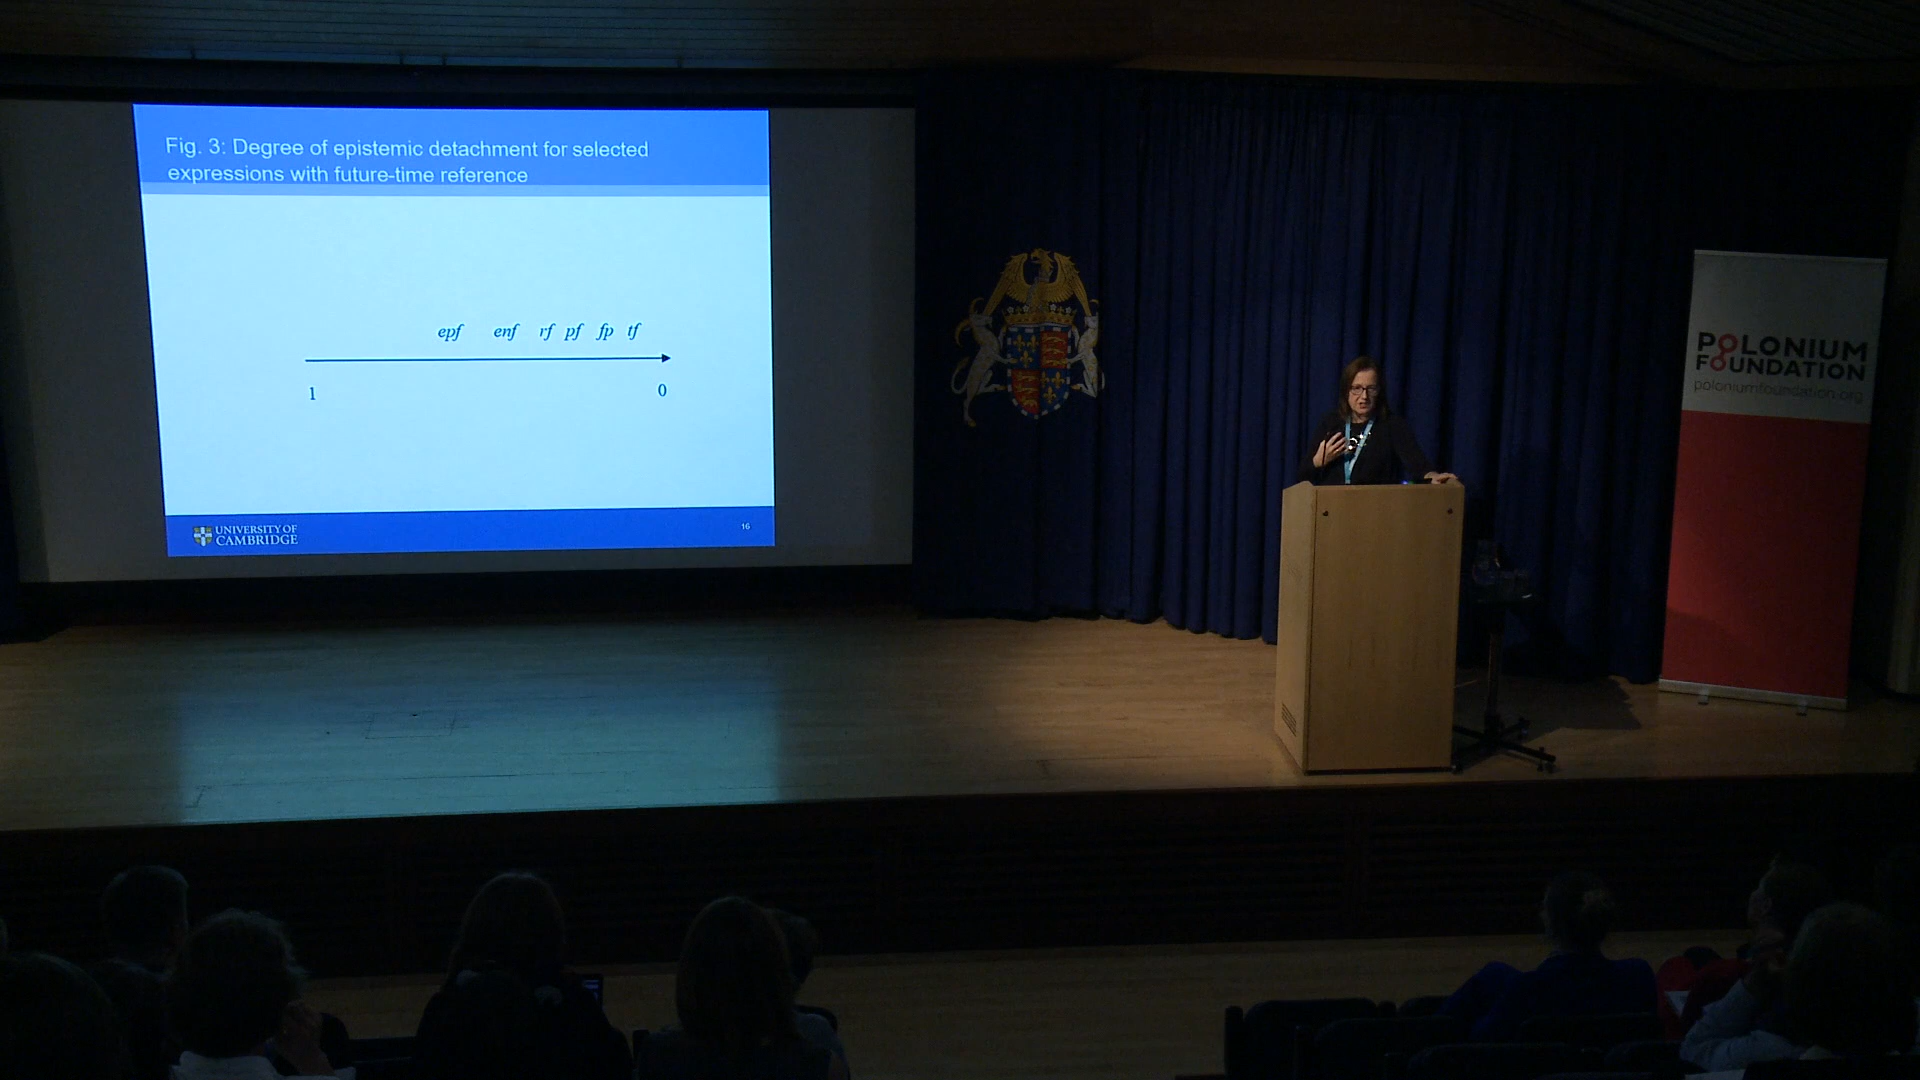 Fig. 3: Degree of epistemic detachment for selected
expressions with future-time reference
epf enf rf pf fp tf
1 0
UNIVERSITY OF
CAMBRIDGE
16
POLONIUM
FOUNDATION
poloniumfoundation.org